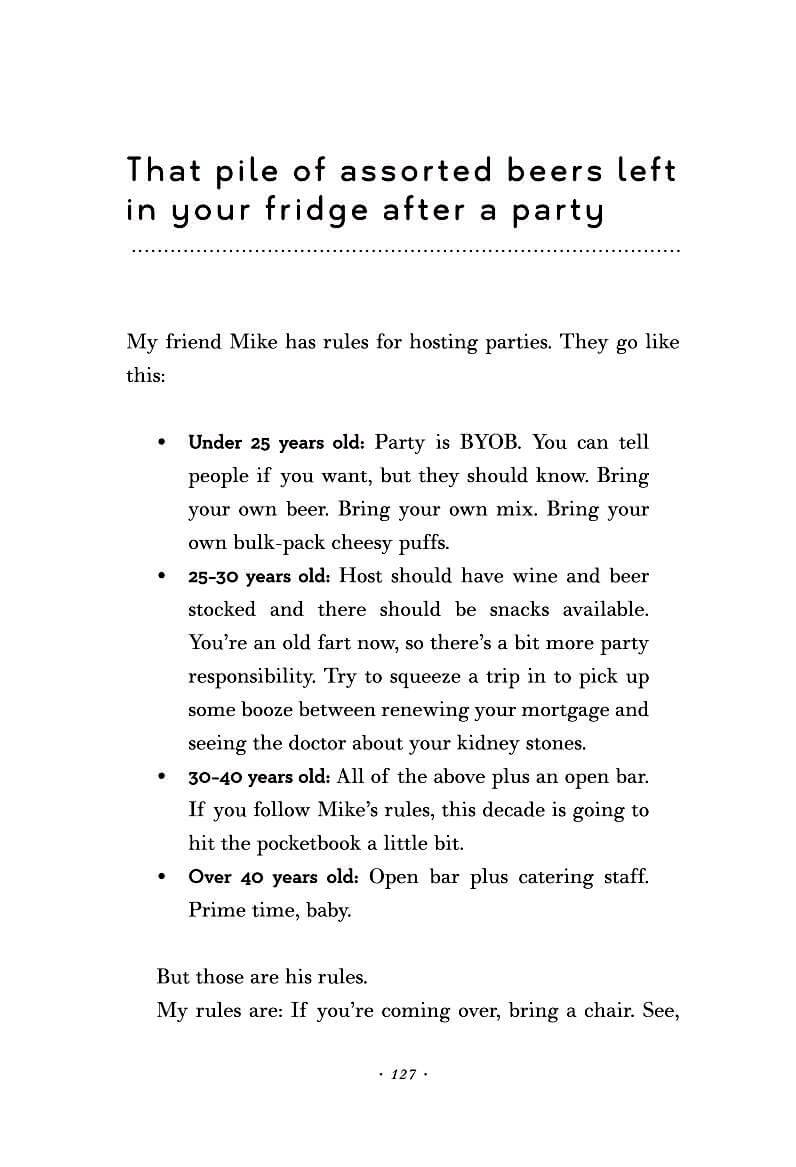 That pile of assorted beers left
in your fridge after a party
My friend Mike has rules for hosting parties. They go like
this:
• Under 25 years old: Party is BYOB. You can tell
people if you want, but they should know. Bring
your own beer. Bring your own mix. Bring your
own bulk-pack cheesy puffs.
• 25–30 years old: Host should have wine and beer
stocked and there should be snacks available.
You’re an old fart now, so there’s a bit more party
responsibility. Try to squeeze a trip in to pick up
some booze between renewing your mortgage and
seeing the doctor about your kidney stones.
• 30–40 years old: All of the above plus an open bar.
If you follow Mike’s rules, this decade is going to
hit the pocketbook a little bit.
• Over 40 years old: Open bar plus catering staff.
Prime time, baby.
But those are his rules.
My rules are: If you’re coming over, bring a chair. See,
· 127 ·